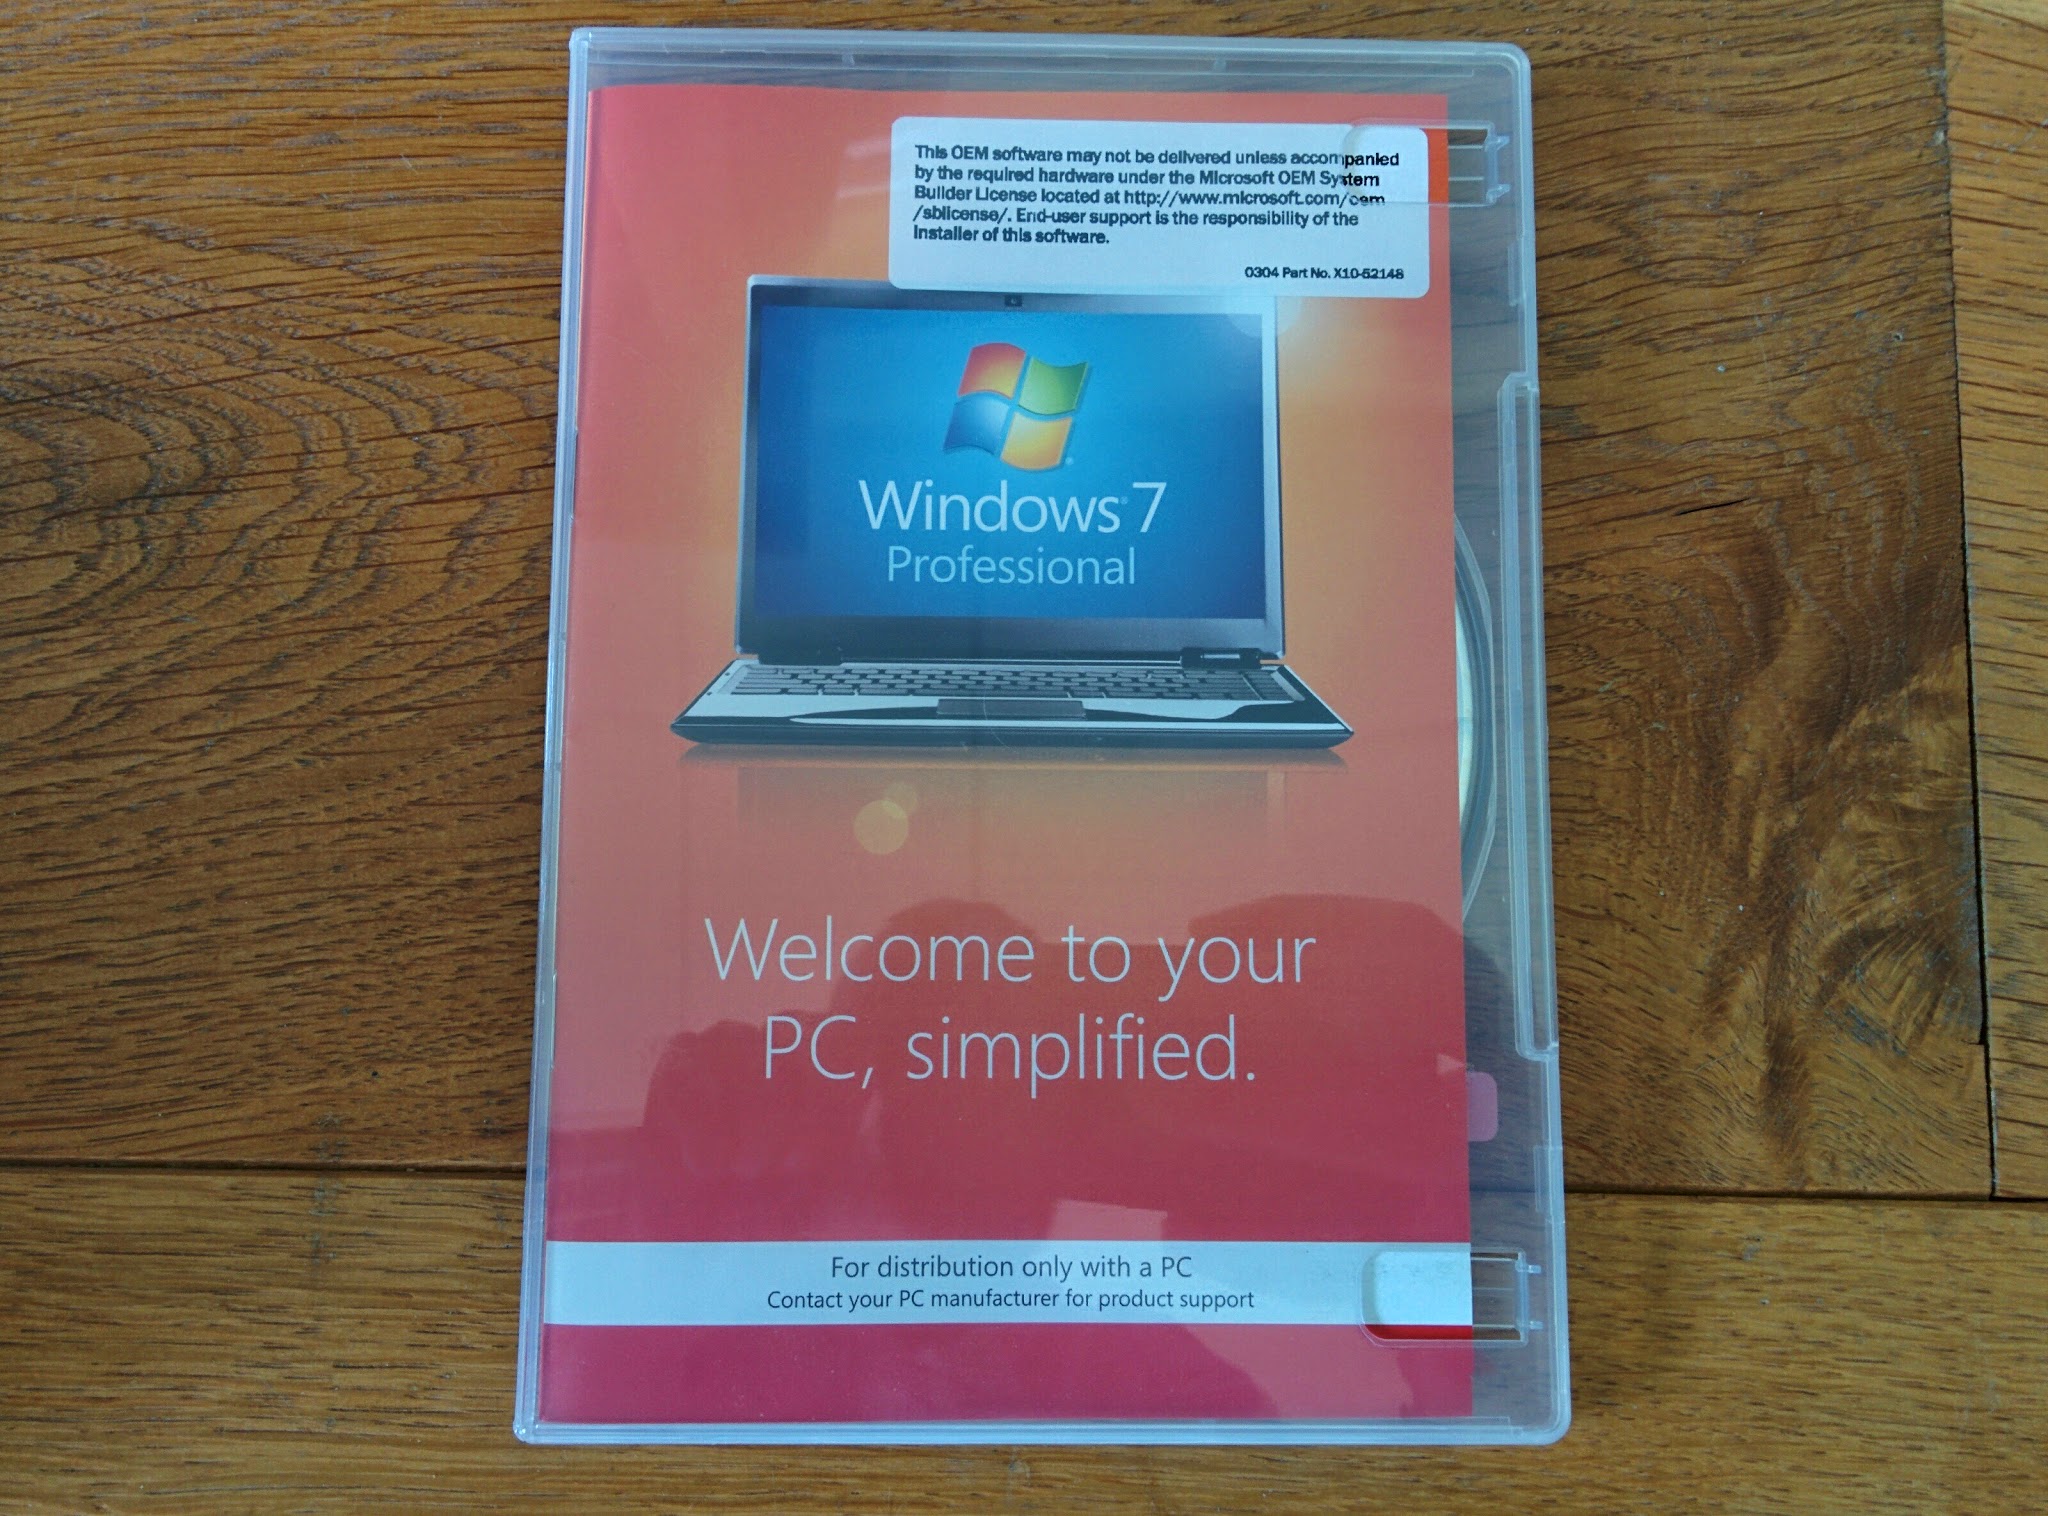 This OEM software may not be delivered unless accompanied
by the required hardware under the Microsoft OEM System
Builder License located at http://www.microsoft.com/oem
/sblicense/. End-user support is the responsibility of the
installer of this software.
0304 Part No. X10-52148
Windows® 7
Professional
Welcome to your
PC, simplified.
For distribution only with a PC
Contact your PC manufacturer for product support